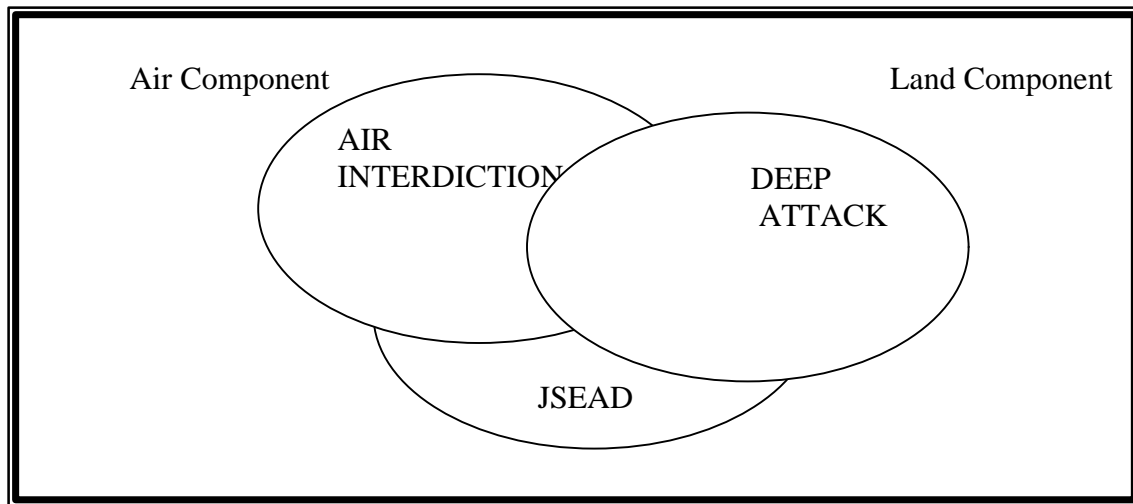 Air Component
Land Component
AIR
INTERDICTION
DEEP
ATTACK
JSEAD